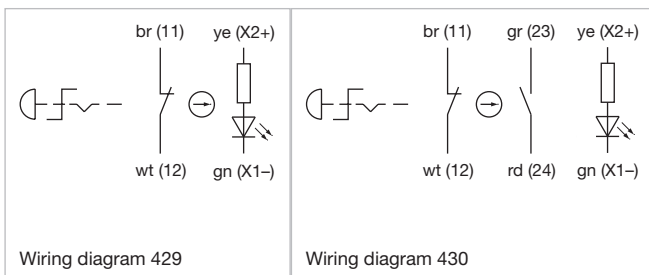 br (11) ye (X2+)
wt (12) gn (X1–)
Wiring diagram 429
br (11) gr (23) ye (X2+)
wt (12) rd (24) gn (X1–)
Wiring diagram 430